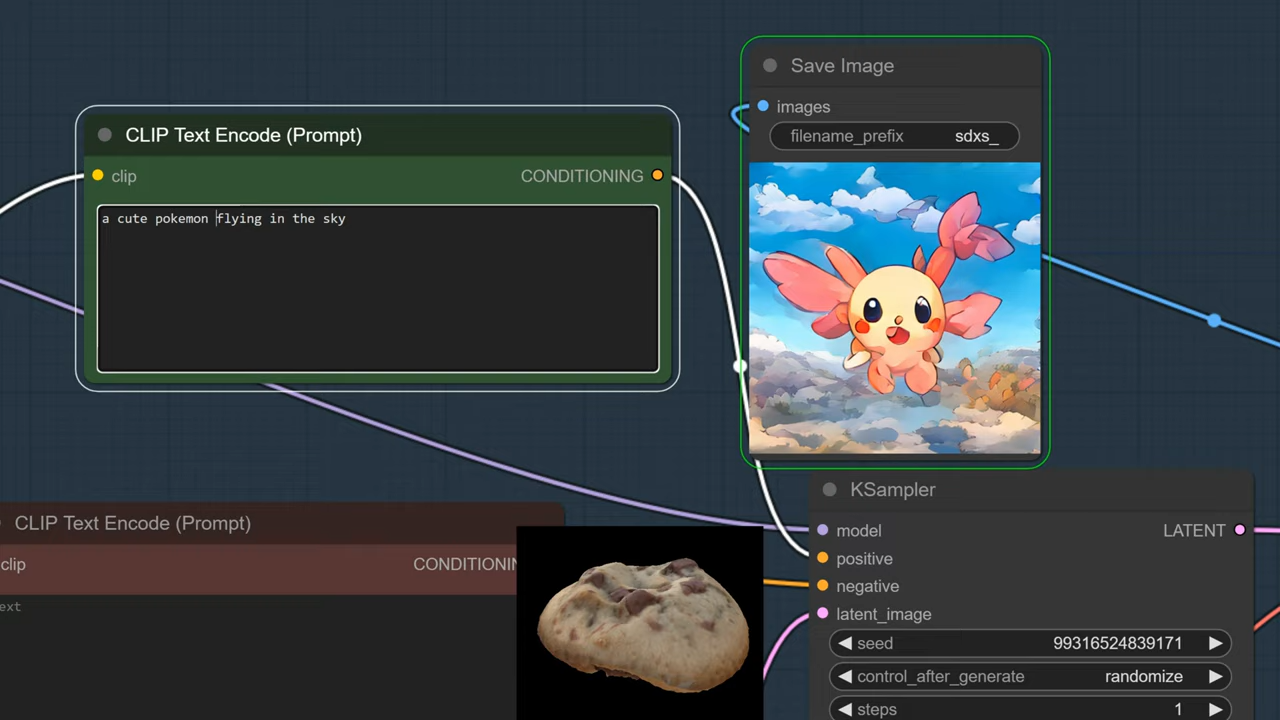 Save Image
images
filename_prefix sdxs_
CLIP Text Encode (Prompt)
clip CONDITIONING
a cute pokemon flying in the sky
KSampler
model LATENT
positive
negative
latent_image
seed 99316524839171
control_after_generate randomize
steps 1
CLIP Text Encode (Prompt)
clip CONDITIONIN
ext